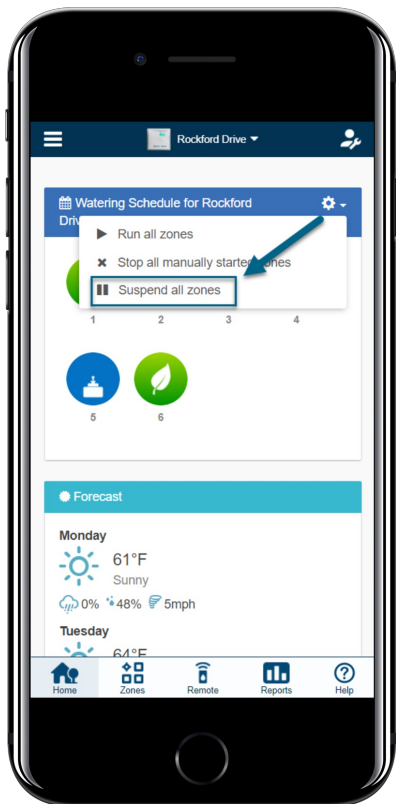 Rockford Drive
Watering Schedule for Rockford
Driv
Run all zones
Stop all manually started zones
Suspend all zones
1 2 3 4
5 6
Forecast
Monday
61°F
Sunny
0% 48% 5mph
Tuesday
64°F
Home Zones Remote Reports Help